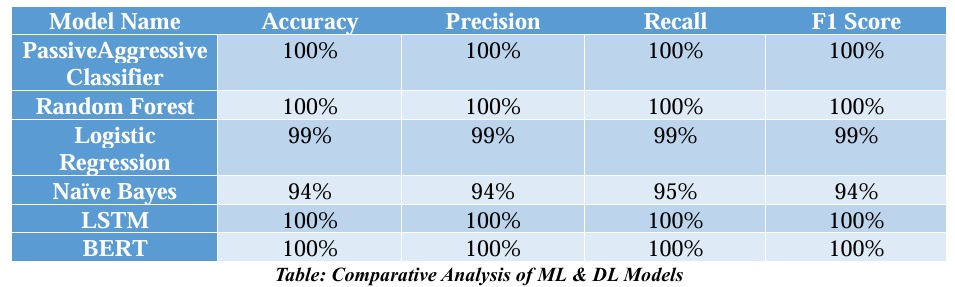 Model Name Accuracy Precision Recall F1 Score
PassiveAggressive 100% 100% 100% 100%
Classifier
Random Forest 100% 100% 100% 100%
Logistic 99% 99% 99% 99%
Regression
Naïve Bayes 94% 94% 95% 94%
LSTM 100% 100% 100% 100%
BERT 100% 100% 100% 100%
Table: Comparative Analysis of ML & DL Models